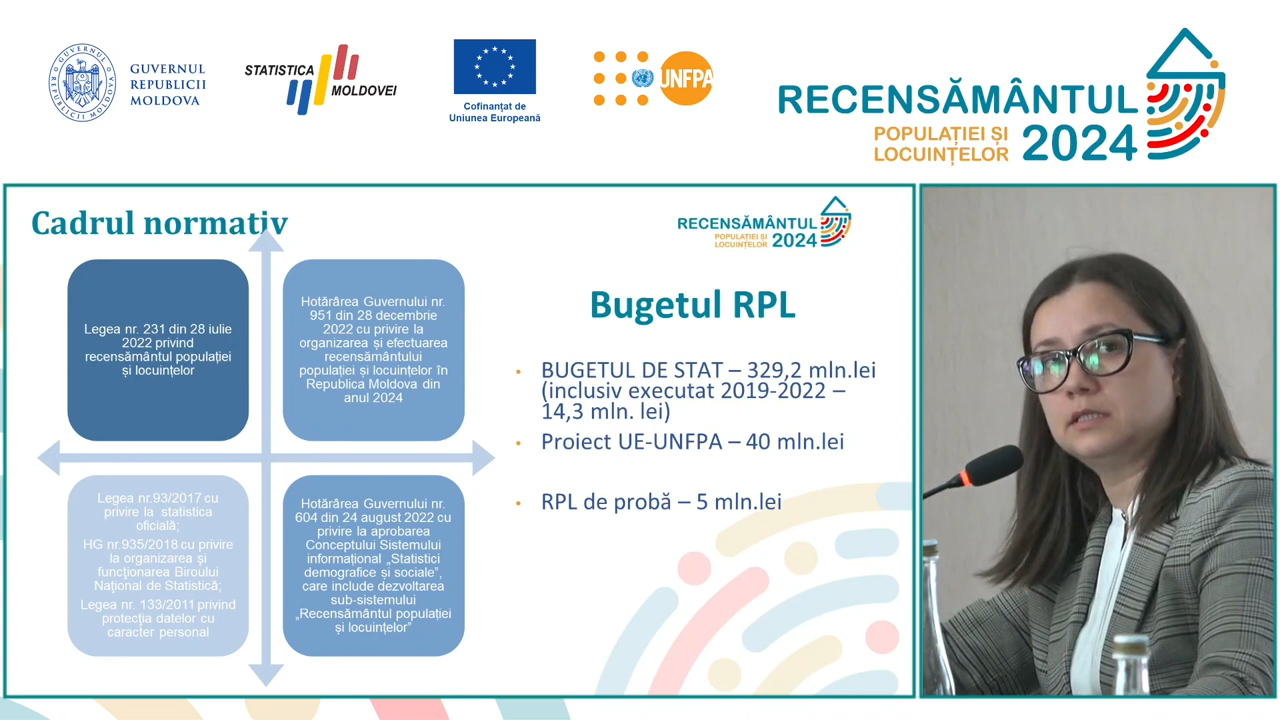 GUVERNUL
REPUBLICII
MOLDOVA
STATISTICA
MOLDOVEI
Cofinanțat de
Uniunea Europeană
UNFPA
RECENSĂMÂNTUL
POPULAȚIEI ȘI
LOCUINȚELOR
2024
Cadrul normativ
RECENSĂMÂNTUL
POPULAȚIEI ȘI
LOCUINȚELOR
2024
Legea nr. 231 din 28 iulie
2022 privind
recensământul populației
și locuințelor
Hotărârea Guvernului nr.
951 din 28 decembrie
2022 cu privire la
organizarea și efectuarea
recensământului
populației și locuințelor în
Republica Moldova din
anul 2024
Legea nr.93/2017 cu
privire la statistica
oficială;
HG nr.935/2018 cu privire
la organizarea și
funcționarea Biroului
Național de Statistică;
Legea nr. 133/2011 privind
protecția datelor cu
caracter personal
Hotărârea Guvernului nr.
604 din 24 august 2022 cu
privire la aprobarea
Conceptului Sistemului
informațional „Statistici
demografice și sociale”,
care include dezvoltarea
sub-sistemului
„Recensământul populației
și locuințelor”
Bugetul RPL
• BUGETUL DE STAT – 329,2 mln.lei
(inclusiv executat 2019-2022 –
14,3 mln. lei)
• Proiect UE-UNFPA – 40 mln.lei
• RPL de probă – 5 mln.lei